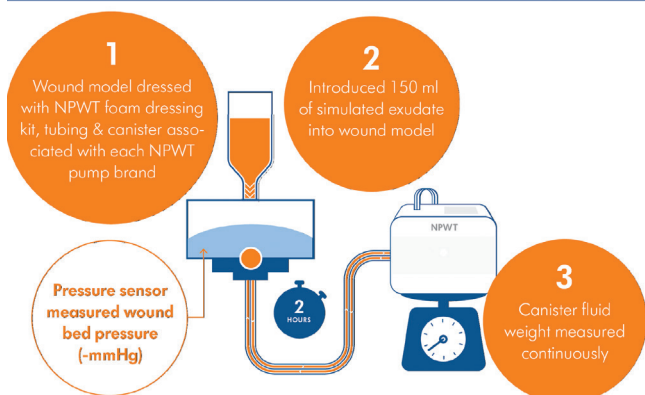 1
Wound model dressed
with NPWT foam dressing
kit, tubing & canister asso-
ciated with each NPWT
pump brand
2
Introduced 150 ml
of simulated exudate
into wound model
Pressure sensor
measured wound
bed pressure
(-mmHg)
2
HOURS
NPWT
3
Canister fluid
weight measured
continuously